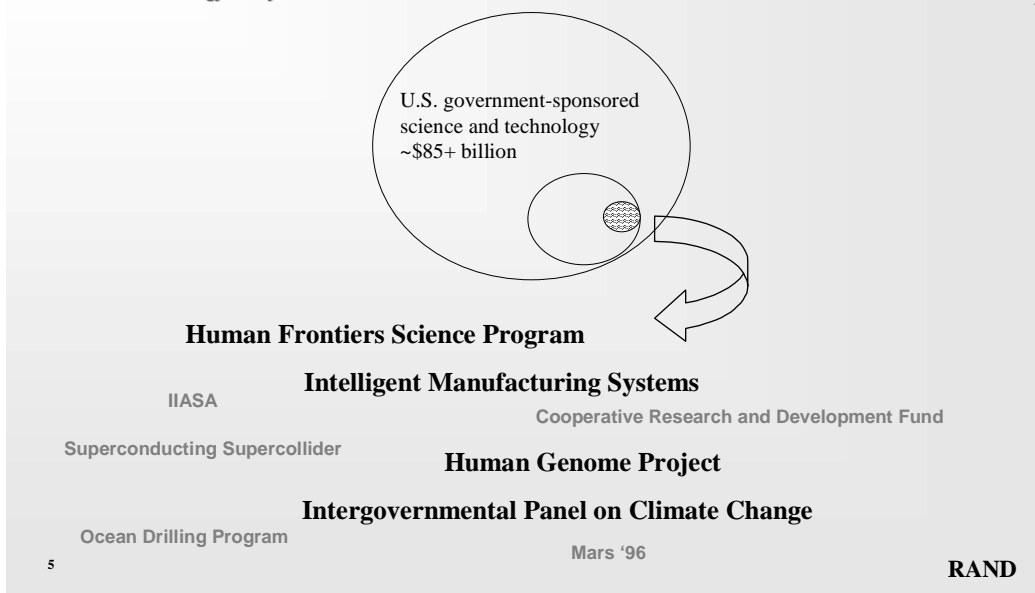 U.S. government-sponsored
science and technology
~$85+ billion
Human Frontiers Science Program
Intelligent Manufacturing Systems
IIASA
Cooperative Research and Development Fund
Superconducting Supercollider
Human Genome Project
Intergovernmental Panel on Climate Change
Ocean Drilling Program
Mars ‘96
5
RAND